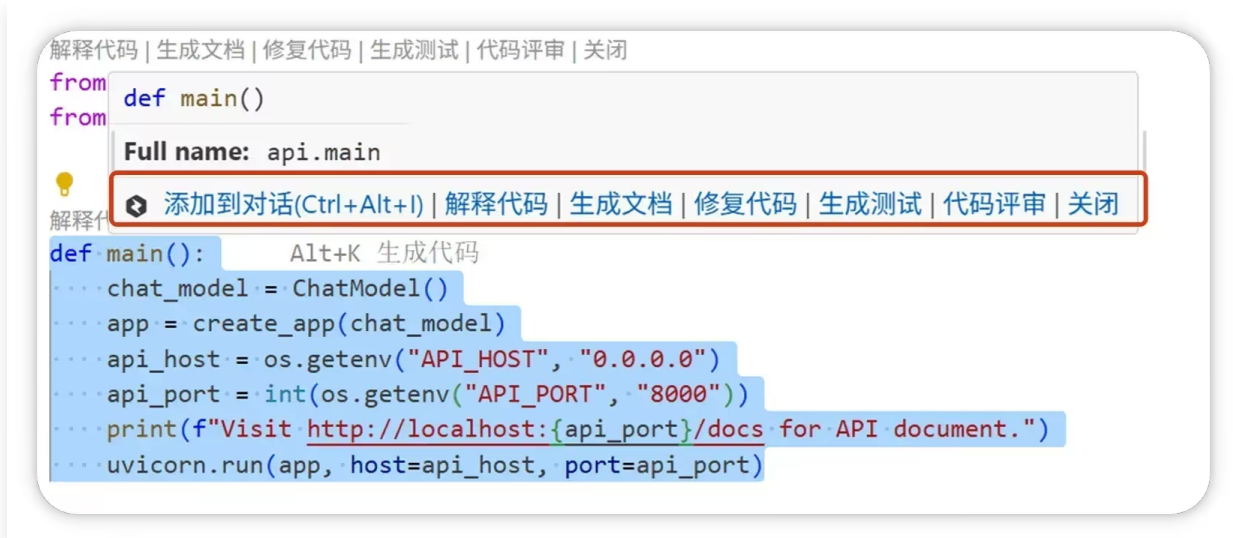 解释代码 | 生成文档 | 修复代码 | 生成测试 | 代码评审 | 关闭
from
def main()
from
Full name: api.main
添加到对话(Ctrl+Alt+I) | 解释代码 | 生成文档 | 修复代码 | 生成测试 | 代码评审 | 关闭
解释
def main(): Alt+K 生成代码
chat_model = ChatModel()
app = create_app(chat_model)
api_host = os.getenv("API_HOST", "0.0.0.0")
api_port = int(os.getenv("API_PORT", "8000"))
print(f"Visit http://localhost:{api_port}/docs for API document.")
uvicorn.run(app, host=api_host, port=api_port)